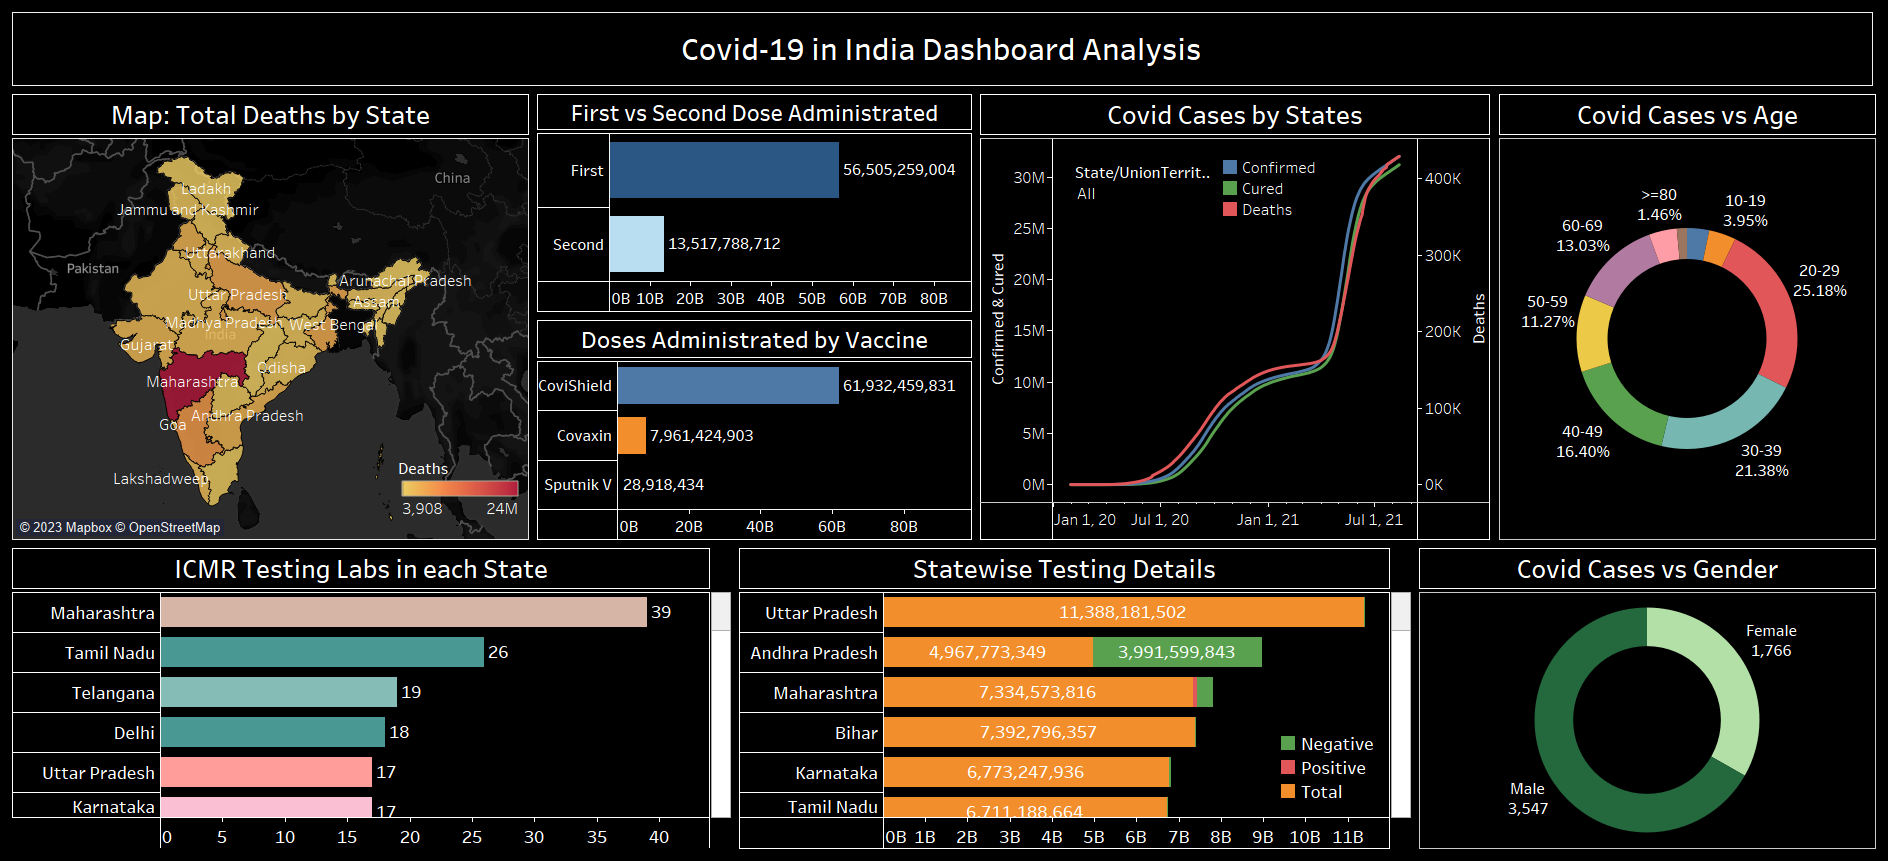 Covid-19 in India Dashboard Analysis
Map: Total Deaths by State
China
Ladakh
Jammu and Kashmir
Uttarakhand
Pakistan
Arunachal Pradesh
Uttar Pradesh
Assam
Madhya Pradesh
West Bengal
India
Gujarat
Odisha
Maharashtra
Andhra Pradesh
Goa
Lakshadweep
Deaths
3,908 24M
© 2023 Mapbox © OpenStreetMap
First vs Second Dose Administrated
First 56,505,259,004
Second 13,517,788,712
0B 10B 20B 30B 40B 50B 60B 70B 80B
Doses Administrated by Vaccine
CoviShield 61,932,459,831
Covaxin 7,961,424,903
Sputnik V 28,918,434
0B 20B 40B 60B 80B
Covid Cases by States
State/UnionTerrit..
All
Confirmed
Cured
Deaths
Confirmed & Cured
30M
25M
20M
15M
10M
5M
0M
Deaths
400K
300K
200K
100K
0K
Jan 1, 20 Jul 1, 20 Jan 1, 21 Jul 1, 21
Covid Cases vs Age
>=80
1.46%
10-19
3.95%
20-29
25.18%
30-39
21.38%
40-49
16.40%
50-59
11.27%
60-69
13.03%
ICMR Testing Labs in each State
Maharashtra 39
Tamil Nadu 26
Telangana 19
Delhi 18
Uttar Pradesh 17
Karnataka 17
0 5 10 15 20 25 30 35 40
Statewise Testing Details
Uttar Pradesh 11,388,181,502
Andhra Pradesh 4,967,773,349 3,991,599,843
Maharashtra 7,334,573,816
Bihar 7,392,796,357
Karnataka 6,773,247,936
Tamil Nadu 6,711,188,664
Negative
Positive
Total
0B 1B 2B 3B 4B 5B 6B 7B 8B 9B 10B 11B
Covid Cases vs Gender
Female
1,766
Male
3,547